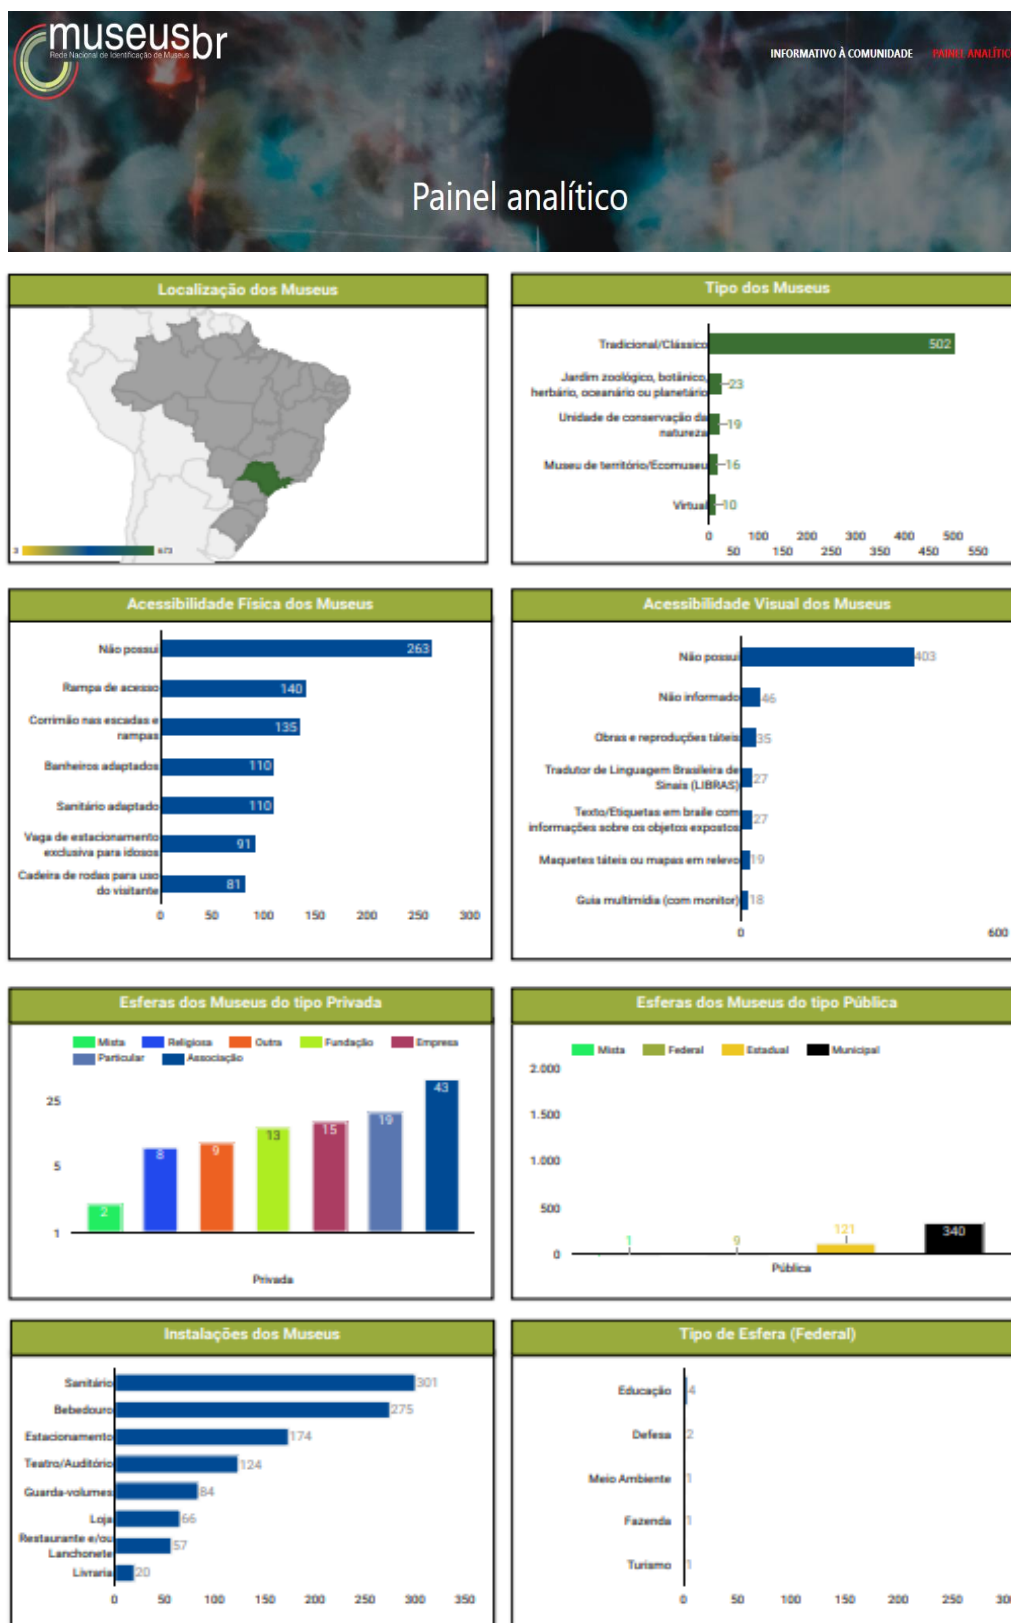 museusbr
Rede Nacional de Identificação de Museus
INFORMATIVO À COMUNIDADE
PAINEL ANALÍTICO
Painel analítico
Localização dos Museus
3
673
Tipo dos Museus
Tradicional/Clássico
502
Jardim zoológico, botânico,
herbário, oceanário ou planetário
23
Unidade de conservação da
natureza
19
Museu de território/Ecomuseu
16
Virtual
10
0 100 200 300 400 500
50 150 250 350 450 550
Acessibilidade Física dos Museus
Não possui
263
Rampa de acesso
140
Corrimão nas escadas e
rampas
135
Banheiros adaptados
110
Sanitário adaptado
110
Vaga de estacionamento
exclusiva para idosos
91
Cadeira de rodas para uso
do visitante
81
0 50 100 150 200 250 300
Acessibilidade Visual dos Museus
Não possui
403
Não informado
46
Obras e reproduções táteis
35
Tradutor de Linguagem Brasileira de
Sinais (LIBRAS)
27
Texto/Etiquetas em braile com
informações sobre os objetos expostos
27
Maquetes táteis ou mapas em relevo
19
Guia multimídia (com monitor)
18
0 600
Esferas dos Museus do tipo Privada
Mista Religiosa Outra Fundação Empresa
Particular Associação
25
5
1
2 8 9 13 15 19 43
Privada
Esferas dos Museus do tipo Pública
Mista Federal Estadual Municipal
2.000
1.500
1.000
500
0
1 9 121 340
Pública
Instalações dos Museus
Sanitário
301
Bebedouro
275
Estacionamento
174
Teatro/Auditório
124
Guarda-volumes
84
Loja
66
Restaurante e/ou
Lanchonete
57
Livraria
20
0 50 100 150 200 250 300 350
Tipo de Esfera (Federal)
Educação
4
Defesa
2
Meio Ambiente
1
Fazenda
1
Turismo
1
0 50 100 150 200 250 300